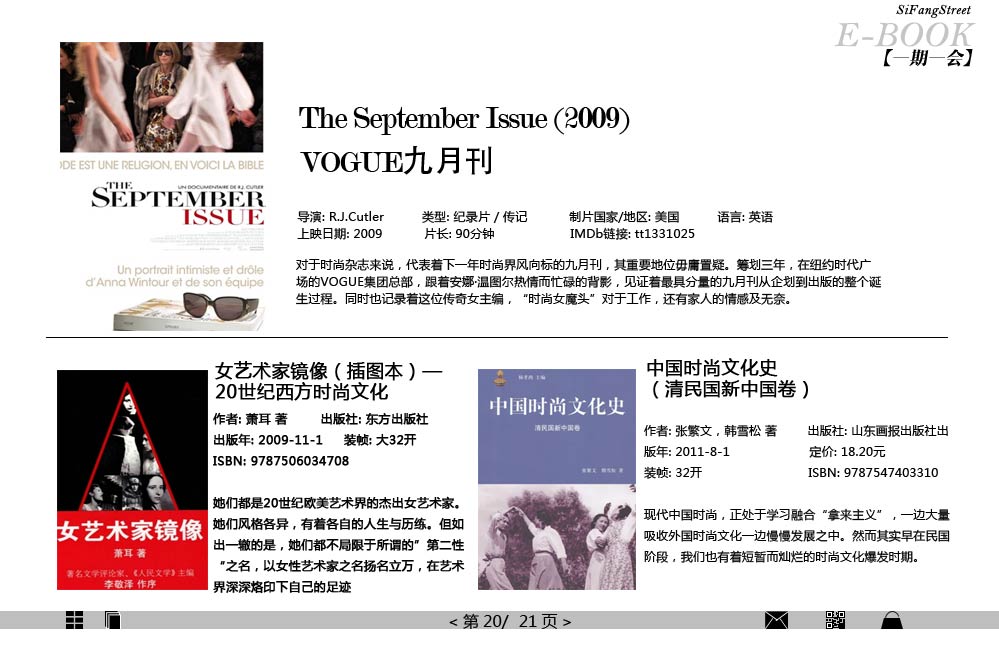 SiFangStreet
E-BOOK
【一期一会】
ODE EST UNE RELIGION, EN VOICI LA BIBLE
UN DOCUMENTAIRE DE R.J. CUTLER
THE
SEPTEMBER
ISSUE
Un portrait intimiste et drôle
d'Anna Wintour et de son équipe
The September Issue (2009)
VOGUE九月刊
导演: R.J.Cutler 类型: 纪录片 / 传记 制片国家/地区: 美国 语言: 英语
上映日期: 2009 片长: 90分钟 IMDb链接: tt1331025
对于时尚杂志来说，代表着下一年时尚界风向标的九月刊，其重要地位毋庸置疑。筹划三年，在纽约时代广
场的VOGUE集团总部，跟着安娜·温图尔热情而忙碌的背影，见证着最具分量的九月刊从企划到出版的整个诞
生过程。同时也记录着这位传奇女主编，“时尚女魔头”对于工作，还有家人的情感及无奈。
女艺术家镜像
萧耳 著
著名文学评论家、《人民文学》主编
李敬泽 作序
女艺术家镜像（插图本）—
20世纪西方时尚文化
作者: 萧耳 著 出版社: 东方出版社
出版年: 2009-11-1 装帧: 大32开
ISBN: 9787506034708
她们都是20世纪欧美艺术界的杰出女艺术家。
她们风格各异，有着各自的人生与历练。但如
出一辙的是，她们都不局限于所谓的”第二性
“之名，以女性艺术家之名扬名立万，在艺术
界深深烙印下自己的足迹
中国时尚文化史
清民国新中国卷
张繁文 韩雪松 著
中国时尚文化史
（清民国新中国卷）
作者: 张繁文，韩雪松 著 出版社: 山东画报出版社出
版年: 2011-8-1 定价: 18.20元
装帧: 32开 ISBN: 9787547403310
现代中国时尚，正处于学习融合“拿来主义”，一边大量
吸收外国时尚文化一边慢慢发展之中。然而其实早在民国
阶段，我们也有着短暂而灿烂的时尚文化爆发时期。
< 第 20/ 21 页 >